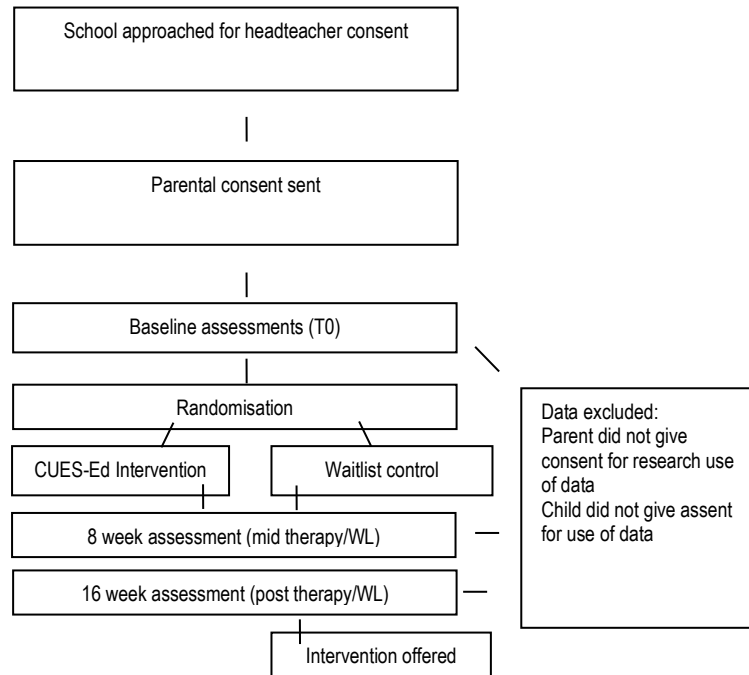 School approached for headteacher consent
Parental consent sent
Baseline assessments (T0)
Randomisation
CUES-Ed Intervention
Waitlist control
8 week assessment (mid therapy/WL)
16 week assessment (post therapy/WL)
Intervention offered
Data excluded:
Parent did not give
consent for research use
of data
Child did not give assent
for use of data